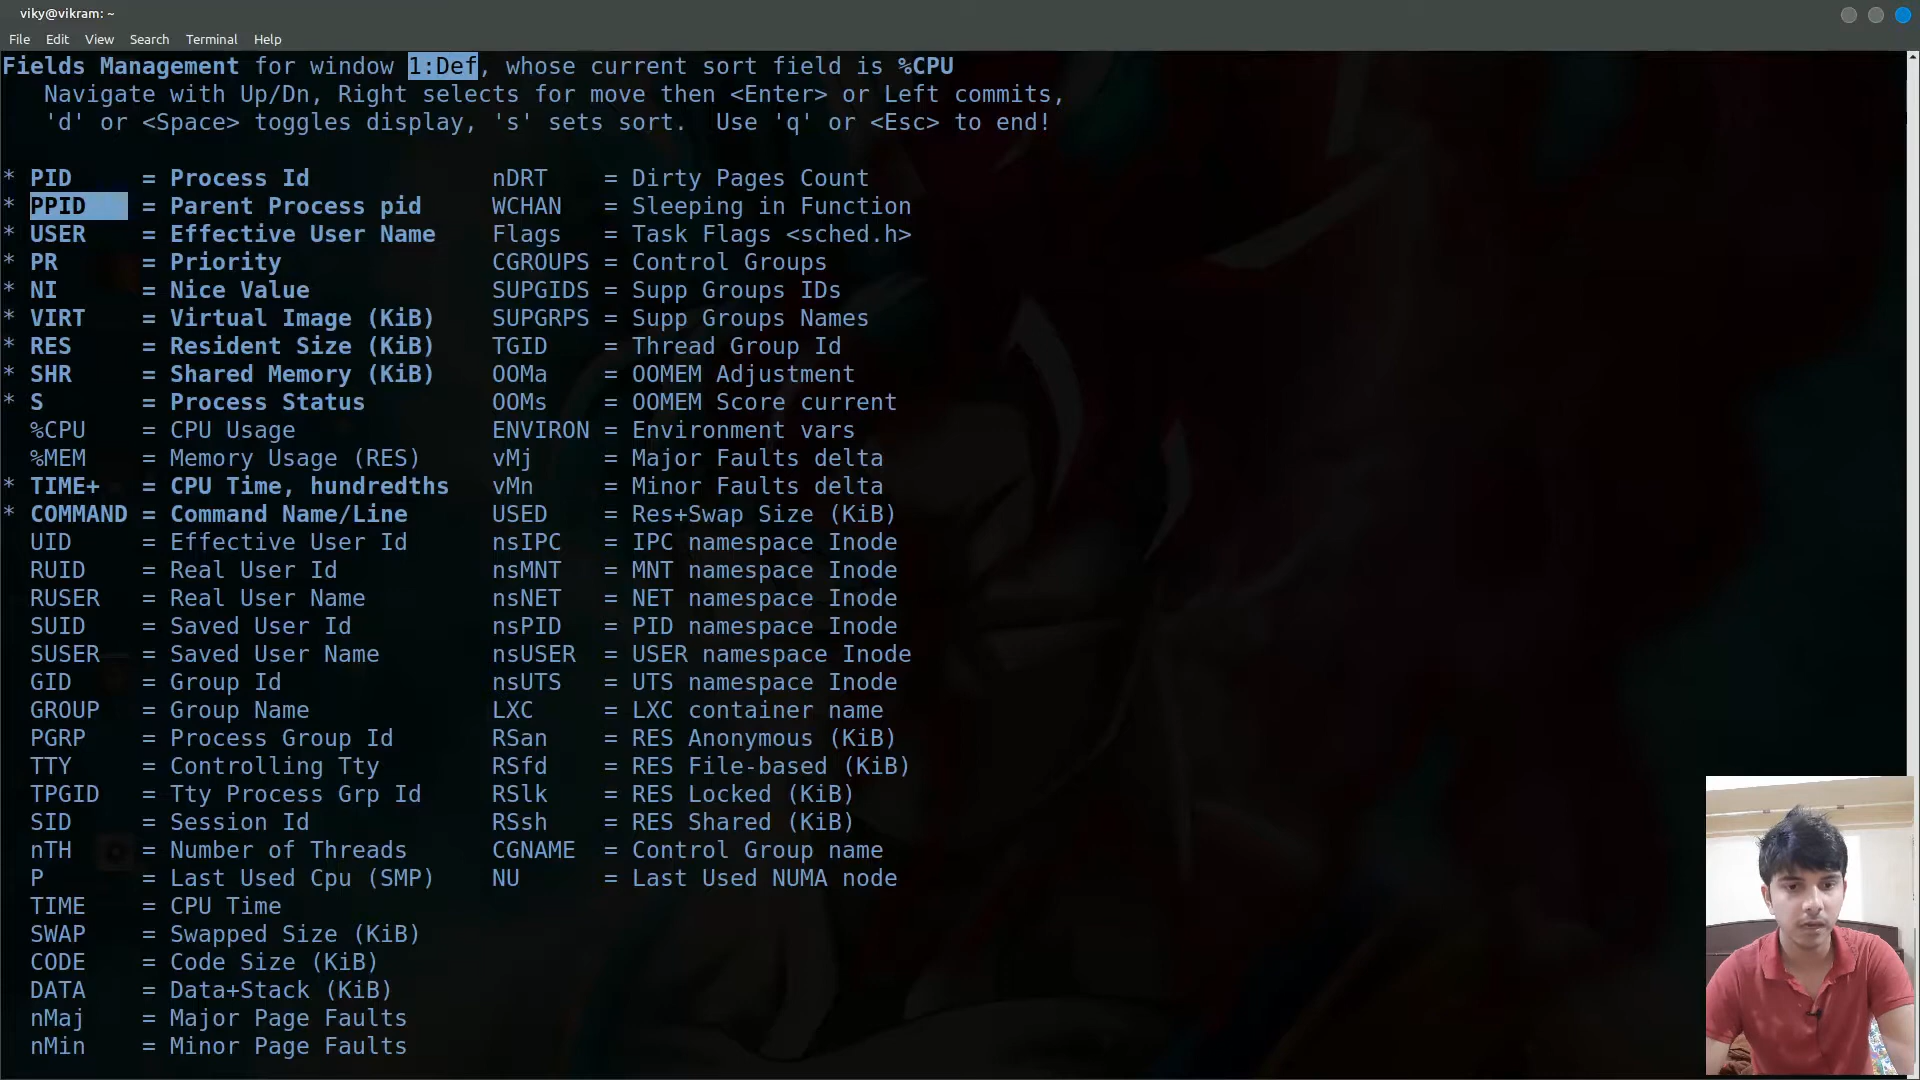 viky@vikram: ~
File Edit View Search Terminal Help
Fields Management for window 1:Def, whose current sort field is %CPU
Navigate with Up/Dn, Right selects for move then <Enter> or Left commits,
'd' or <Space> toggles display, 's' sets sort. Use 'q' or <Esc> to end!
* PID = Process Id nDRT = Dirty Pages Count
* PPID = Parent Process pid WCHAN = Sleeping in Function
* USER = Effective User Name Flags = Task Flags <sched.h>
* PR = Priority CGROUPS = Control Groups
* NI = Nice Value SUPGIDS = Supp Groups IDs
* VIRT = Virtual Image (KiB) SUPGRPS = Supp Groups Names
* RES = Resident Size (KiB) TGID = Thread Group Id
* SHR = Shared Memory (KiB) OOMa = OOMEM Adjustment
* S = Process Status OOMs = OOMEM Score current
%CPU = CPU Usage ENVIRON = Environment vars
%MEM = Memory Usage (RES) vMj = Major Faults delta
* TIME+ = CPU Time, hundredths vMn = Minor Faults delta
* COMMAND = Command Name/Line USED = Res+Swap Size (KiB)
UID = Effective User Id nsIPC = IPC namespace Inode
RUID = Real User Id nsMNT = MNT namespace Inode
RUSER = Real User Name nsNET = NET namespace Inode
SUID = Saved User Id nsPID = PID namespace Inode
SUSER = Saved User Name nsUSER = USER namespace Inode
GID = Group Id nsUTS = UTS namespace Inode
GROUP = Group Name LXC = LXC container name
PGRP = Process Group Id RSan = RES Anonymous (KiB)
TTY = Controlling Tty RSfd = RES File-based (KiB)
TPGID = Tty Process Grp Id RSlk = RES Locked (KiB)
SID = Session Id RSsh = RES Shared (KiB)
nTH = Number of Threads CGNAME = Control Group name
P = Last Used Cpu (SMP) NU = Last Used NUMA node
TIME = CPU Time
SWAP = Swapped Size (KiB)
CODE = Code Size (KiB)
DATA = Data+Stack (KiB)
nMaj = Major Page Faults
nMin = Minor Page Faults